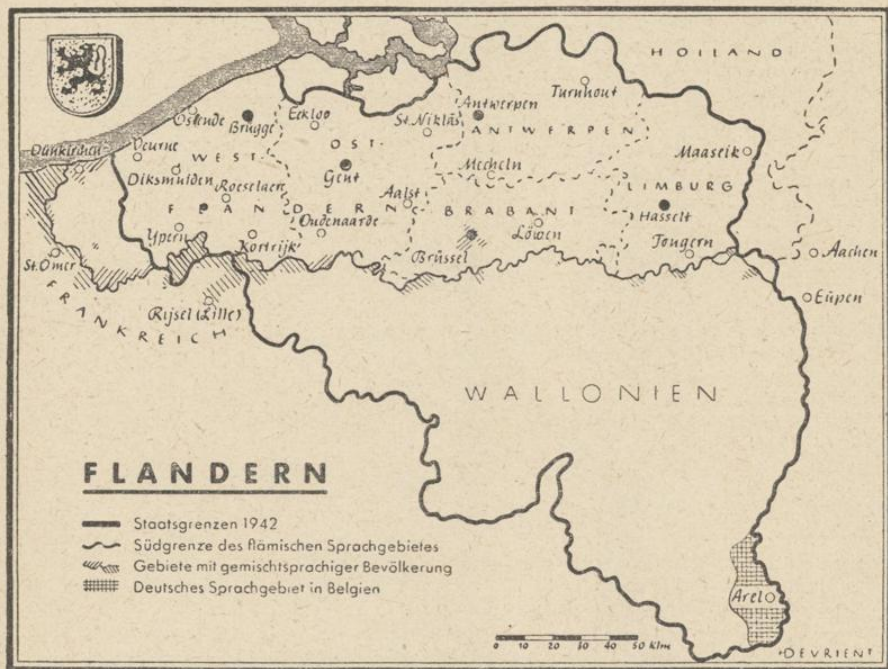 HOLLAND
Turnhout
Antwerpen
Eekloo
St. Niklās
Ostende
Brügge
ANTWERPEN
Dünkirchen
Veurne
WEST-
OST-
Mecheln
Maaseik
Diksmuiden
Gent
LIMBURG
Roeselaere
Aalst
FLANDERN
BRABANT
Hasselt
Oudenaarde
Löwen
Ypern
Kortrijk
Brüssel
Tongern
Aachen
St. Omer
Eupen
Rijsel (Lille)
FRANKREICH
WALLONIEN
FLANDERN
Staatsgrenzen 1942
Südgrenze des flämischen Sprachgebietes
Gebiete mit gemischtsprachiger Bevölkerung
Deutsches Sprachgebiet in Belgien
Arel
0 10 20 30 40 50 Klm
DEVRIENT